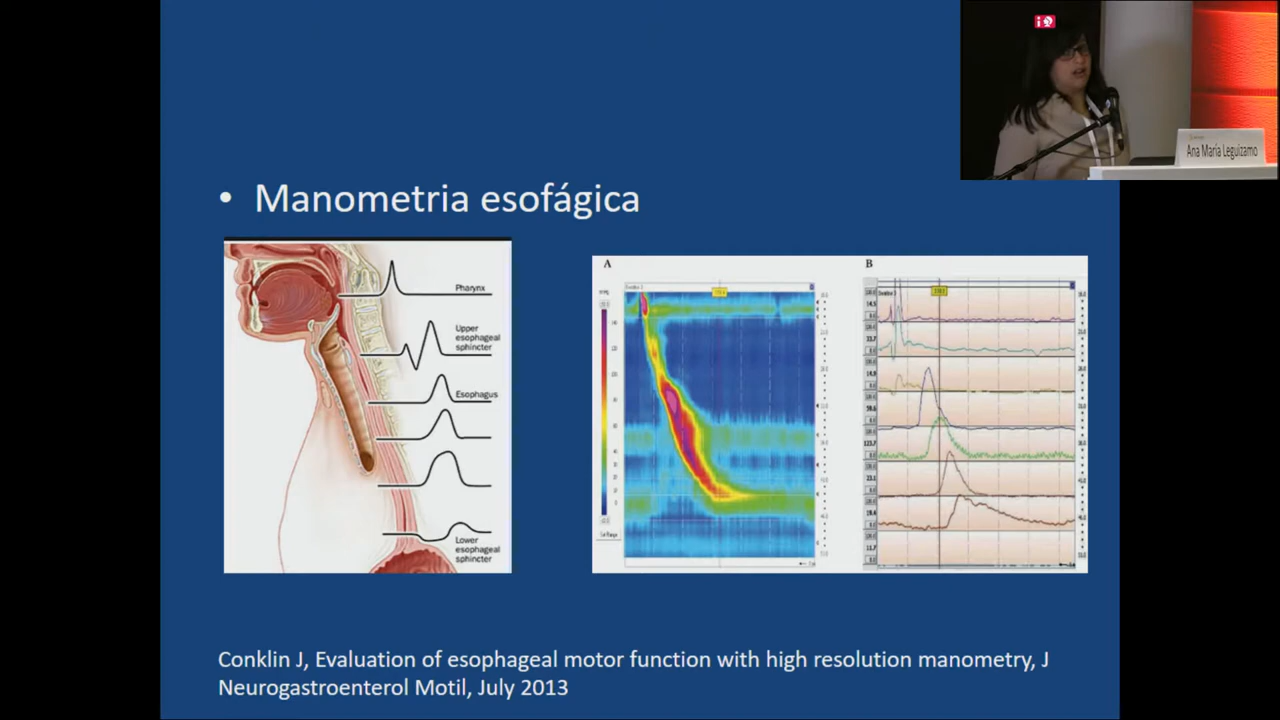 Ana María Leguizamo
• Manometria esofágica
Pharynx
Upper
esophageal
sphincter
Esophagus
Lower
esophageal
sphincter
A
B
Conklin J, Evaluation of esophageal motor function with high resolution manometry, J
Neurogastroenterol Motil, July 2013